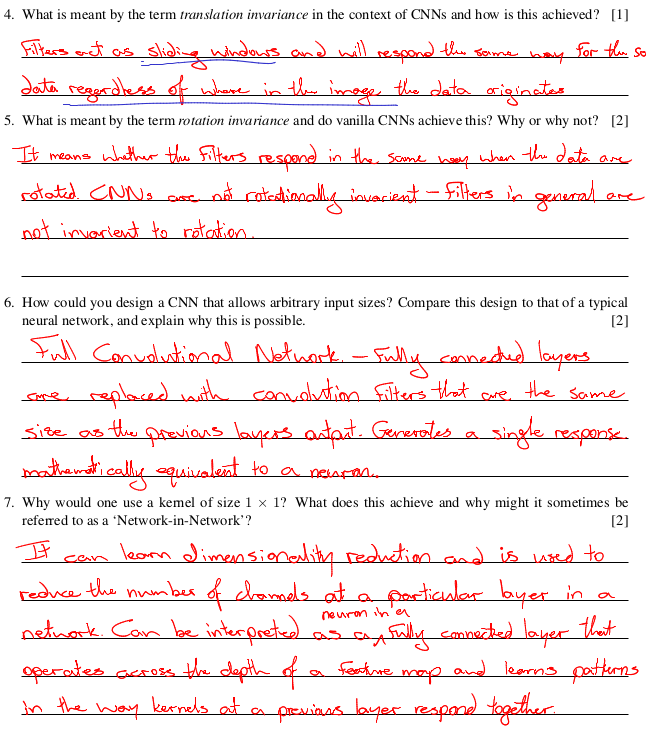 4. What is meant by the term translation invariance in the context of CNNs and how is this achieved? [1]
Filters act as sliding windows and will respond the same way for the sa
data regardless of where in the image the data originates
5. What is meant by the term rotation invariance and do vanilla CNNs achieve this? Why or why not? [2]
It means whether the filters respond in the same way when the data are
rotated. CNNs are not rotationally invarient – filters in general are
not invarient to rotation.
6. How could you design a CNN that allows arbitrary input sizes? Compare this design to that of a typical
neural network, and explain why this is possible. [2]
Full Convolutional Network. – Fully connected layers
are replaced with convolution filters that are the same
size as the previous layers output. Generates a single response
mathematically equivalent to a neuron.
7. Why would one use a kernel of size 1 × 1? What does this achieve and why might it sometimes be
referred to as a ‘Network-in-Network’? [2]
It can learn dimensionality reduction and is used to
reduce the number of channels at a particular layer in a
neuron in a
network. Can be interpreted as a fully connected layer that
operates across the depth of a feature map and learns patterns
in the way kernels at a previous layer respond together.